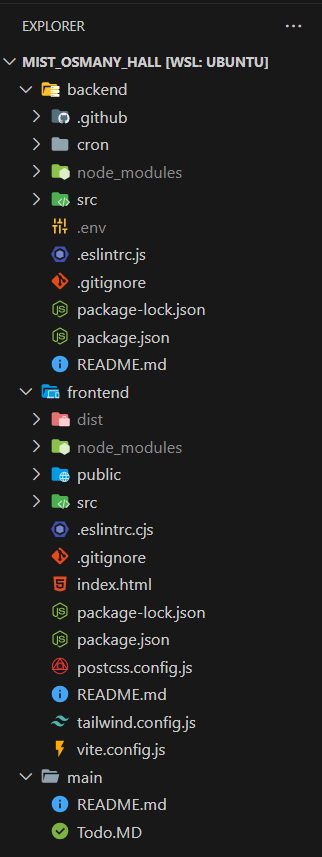 EXPLORER
MIST_OSMANY_HALL [WSL: UBUNTU]
backend
.github
cron
node_modules
src
.env
.eslintrc.js
.gitignore
package-lock.json
package.json
README.md
frontend
dist
node_modules
public
src
.eslintrc.cjs
.gitignore
index.html
package-lock.json
package.json
postcss.config.js
README.md
tailwind.config.js
vite.config.js
main
README.md
Todo.MD